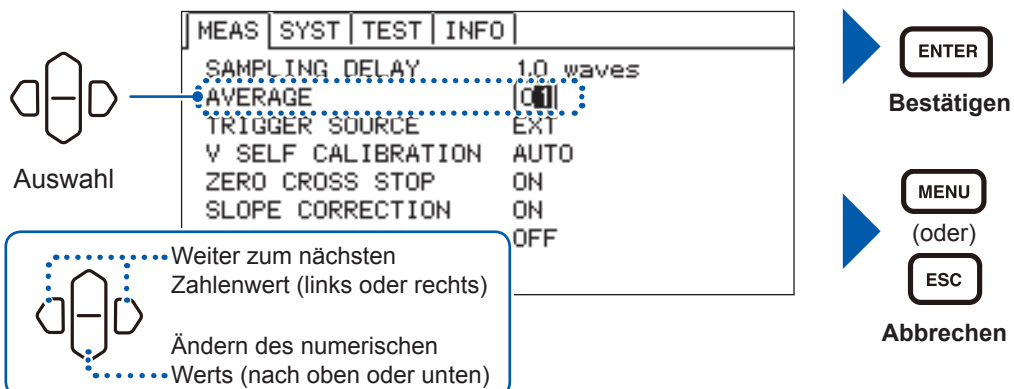 MEAS SYST TEST INFO
SAMPLING DELAY 1.0 waves
AVERAGE 01
TRIGGER SOURCE EXT
V SELF CALIBRATION AUTO
ZERO CROSS STOP ON
SLOPE CORRECTION ON
OFF
Auswahl
Weiter zum nächsten
Zahlenwert (links oder rechts)
Ändern des numerischen
Werts (nach oben oder unten)
ENTER
Bestätigen
MENU
(oder)
ESC
Abbrechen